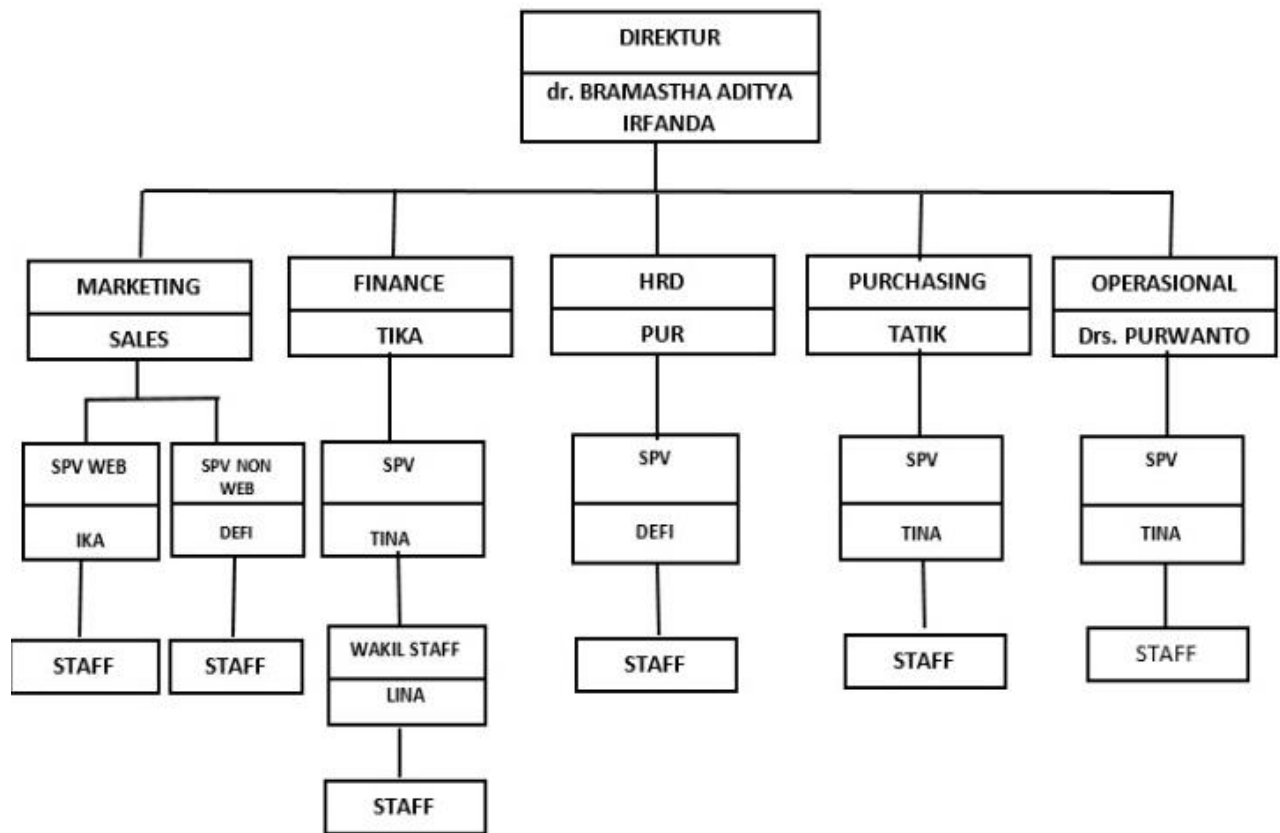 DIREKTUR
dr. BRAMASTHA ADITYA
IRFANDA
MARKETING
SALES
FINANCE
TIKA
HRD
PUR
PURCHASING
TATIK
OPERASIONAL
Drs. PURWANTO
SPV WEB
IKA
SPV NON
WEB
DEFI
SPV
TINA
SPV
DEFI
SPV
TINA
SPV
TINA
STAFF
STAFF
WAKIL STAFF
LINA
STAFF
STAFF
STAFF
STAFF